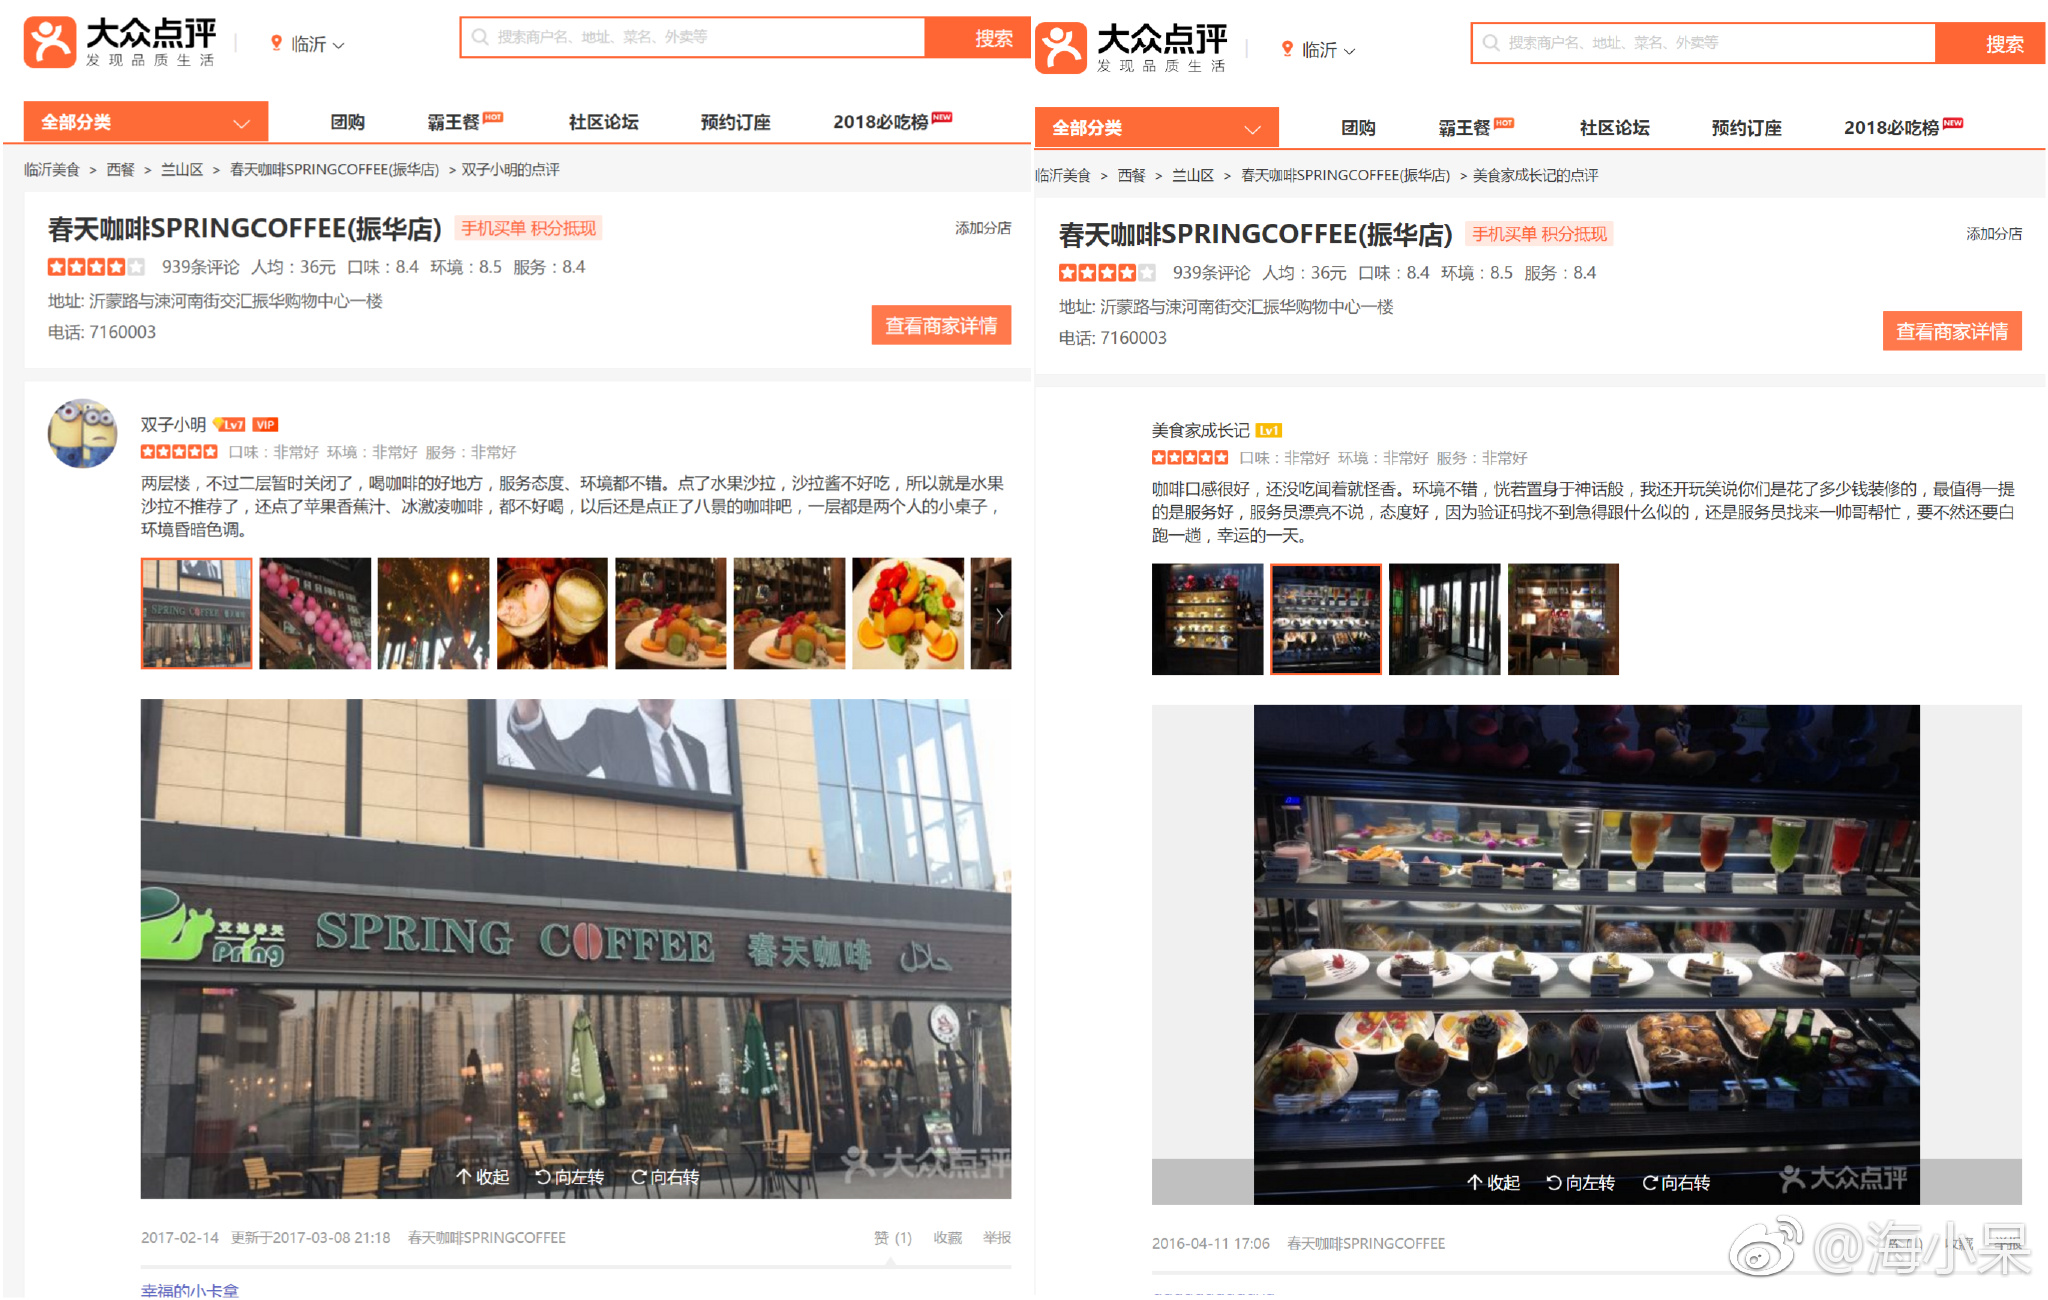 大众点评
发现品质生活
临沂
搜索商户名、地址、菜名、外卖等
搜索
全部分类
团购
霸王餐 HOT
社区论坛
预约订座
2018必吃榜 NEW
临沂美食 > 西餐 > 兰山区 > 春天咖啡SPRINGCOFFEE(振华店) > 双子小明的点评
春天咖啡SPRINGCOFFEE(振华店) 手机买单 积分抵现
添加分店
939条评论 人均：36元 口味：8.4 环境：8.5 服务：8.4
地址: 沂蒙路与涑河南街交汇振华购物中心一楼
电话: 7160003
查看商家详情
双子小明 Lv7 VIP
口味：非常好 环境：非常好 服务：非常好
两层楼，不过二层暂时关闭了，喝咖啡的好地方，服务态度、环境都不错。点了水果沙拉，沙拉酱不好吃，所以就是水果
沙拉不推荐了，还点了苹果香蕉汁、冰激凌咖啡，都不好喝，以后还是点正了八景的咖啡吧，一层都是两个人的小桌子，
环境昏暗色调。
SPRING COFFEE
艾迪春天
Pring
SPRING COFFEE 春天咖啡 حلال
大众点评
收起 向左转 向右转
2017-02-14 更新于2017-03-08 21:18 春天咖啡SPRINGCOFFEE
赞 (1) 收藏 举报
幸福的小卡拿
大众点评
发现品质生活
临沂
搜索商户名、地址、菜名、外卖等
搜索
全部分类
团购
霸王餐 HOT
社区论坛
预约订座
2018必吃榜 NEW
临沂美食 > 西餐 > 兰山区 > 春天咖啡SPRINGCOFFEE(振华店) > 美食家成长记的点评
春天咖啡SPRINGCOFFEE(振华店) 手机买单 积分抵现
添加分店
939条评论 人均：36元 口味：8.4 环境：8.5 服务：8.4
地址: 沂蒙路与涑河南街交汇振华购物中心一楼
电话: 7160003
查看商家详情
美食家成长记 Lv1
口味：非常好 环境：非常好 服务：非常好
咖啡口感很好，还没吃闻着就怪香。环境不错，恍若置身于神话般，我还开玩笑说你们是花了多少钱装修的，最值得一提
的是服务好，服务员漂亮不说，态度好，因为验证码找不到急得跟什么似的，还是服务员找来一帅哥帮忙，要不然还要白
跑一趟，幸运的一天。
收起 向左转 向右转
大众点评
2016-04-11 17:06 春天咖啡SPRINGCOFFEE
@海小呆